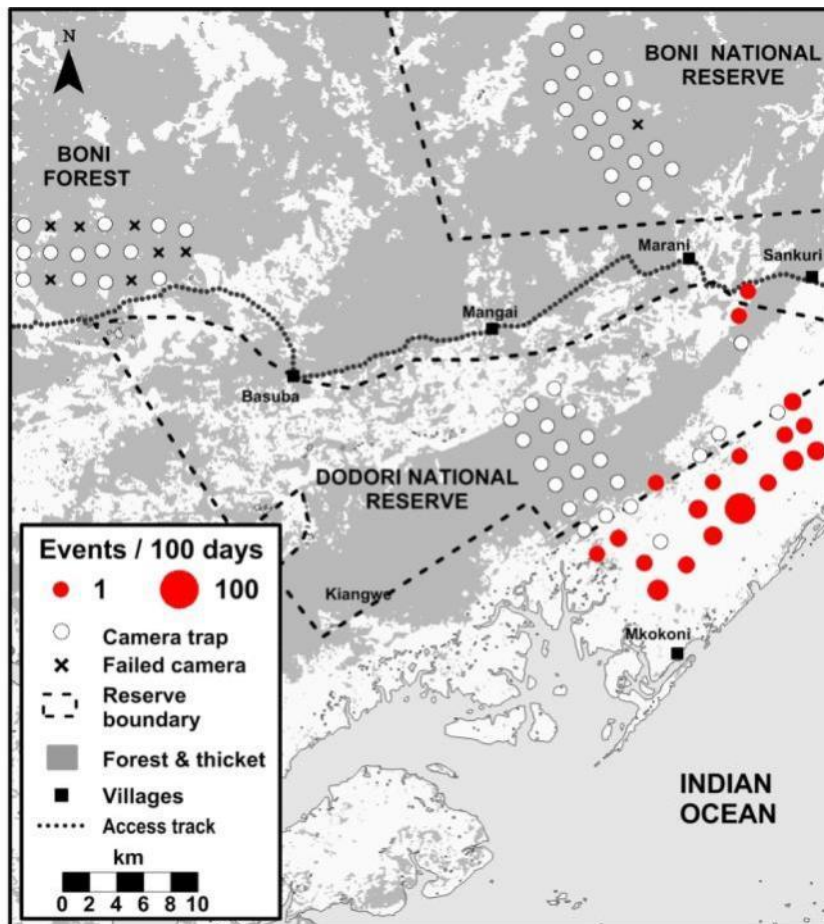 N
BONI NATIONAL
RESERVE
BONI
FOREST
Marani
Sankuri
Mangai
Basuba
DODORI NATIONAL
RESERVE
Kiangwe
Mkokoni
INDIAN
OCEAN
Events / 100 days
1
100
Camera trap
Failed camera
Reserve
boundary
Forest & thicket
Villages
Access track
km
0 2 4 6 8 10